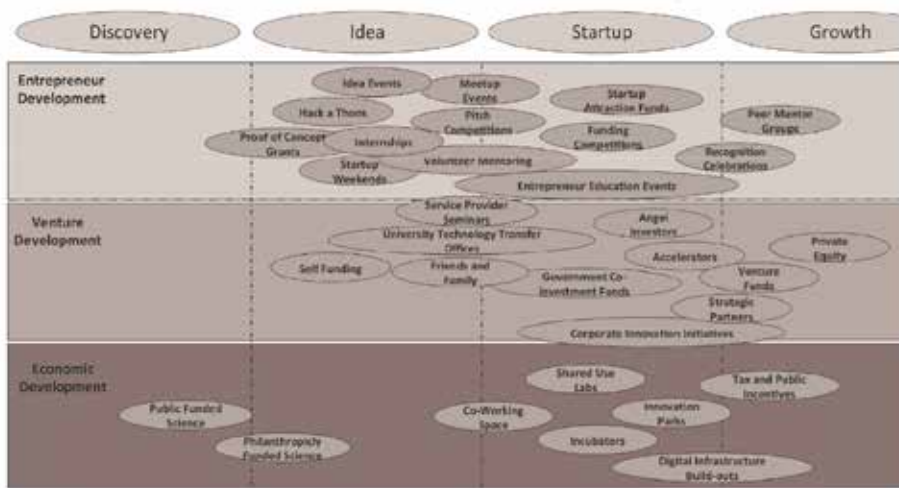 Discovery
Idea
Startup
Growth
Entrepreneur
Development
Idea Events
Meetup
Events
Startup
Attraction Funds
Hack a Thons
Pitch
Competitions
Peer Mentor
Groups
Proof of Concept
Grants
Internships
Funding
Competitions
Startup
Weekends
Volunteer Mentoring
Recognition
Celebrations
Entrepreneur Education Events
Venture
Development
Service Provider
Seminars
Angel
Investors
University Technology Transfer
Offices
Private
Equity
Self Funding
Friends and
Family
Accelerators
Government Co-
investment Funds
Venture
Funds
Strategic
Partners
Corporate Innovation Initiatives
Economic
Development
Shared Use
Labs
Tax and Public
Incentives
Public Funded
Science
Co-Working
Space
Innovation
Parks
Philanthropicly
Funded Science
Incubators
Digital Infrastructure
Build-outs